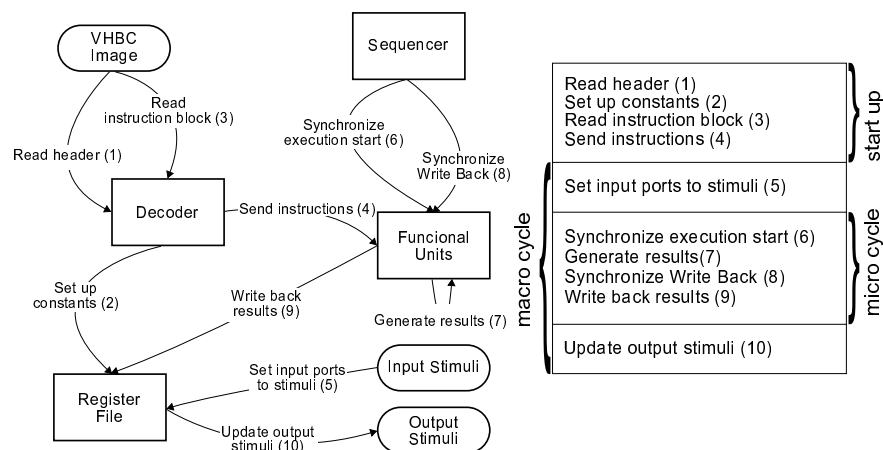 VHBC
Image
Sequencer
Read
instruction block (3)
Synchronize
execution start (6)
Read header (1)
Synchronize
Write Back (8)
Decoder
Send instructions (4)
Funcional
Units
Set up
constants (2)
Write back
results (9)
Generate results (7)
Set input ports
to stimuli (5)
Input Stimuli
Register
File
Update output
stimuli (10)
Output
Stimuli
Read header (1)
Set up constants (2)
Read instruction block (3)
Send instructions (4)
start up
Set input ports to stimuli (5)
macro cycle
Synchronize execution start (6)
Generate results(7)
Synchronize Write Back (8)
Write back results (9)
micro cycle
Update output stimuli (10)